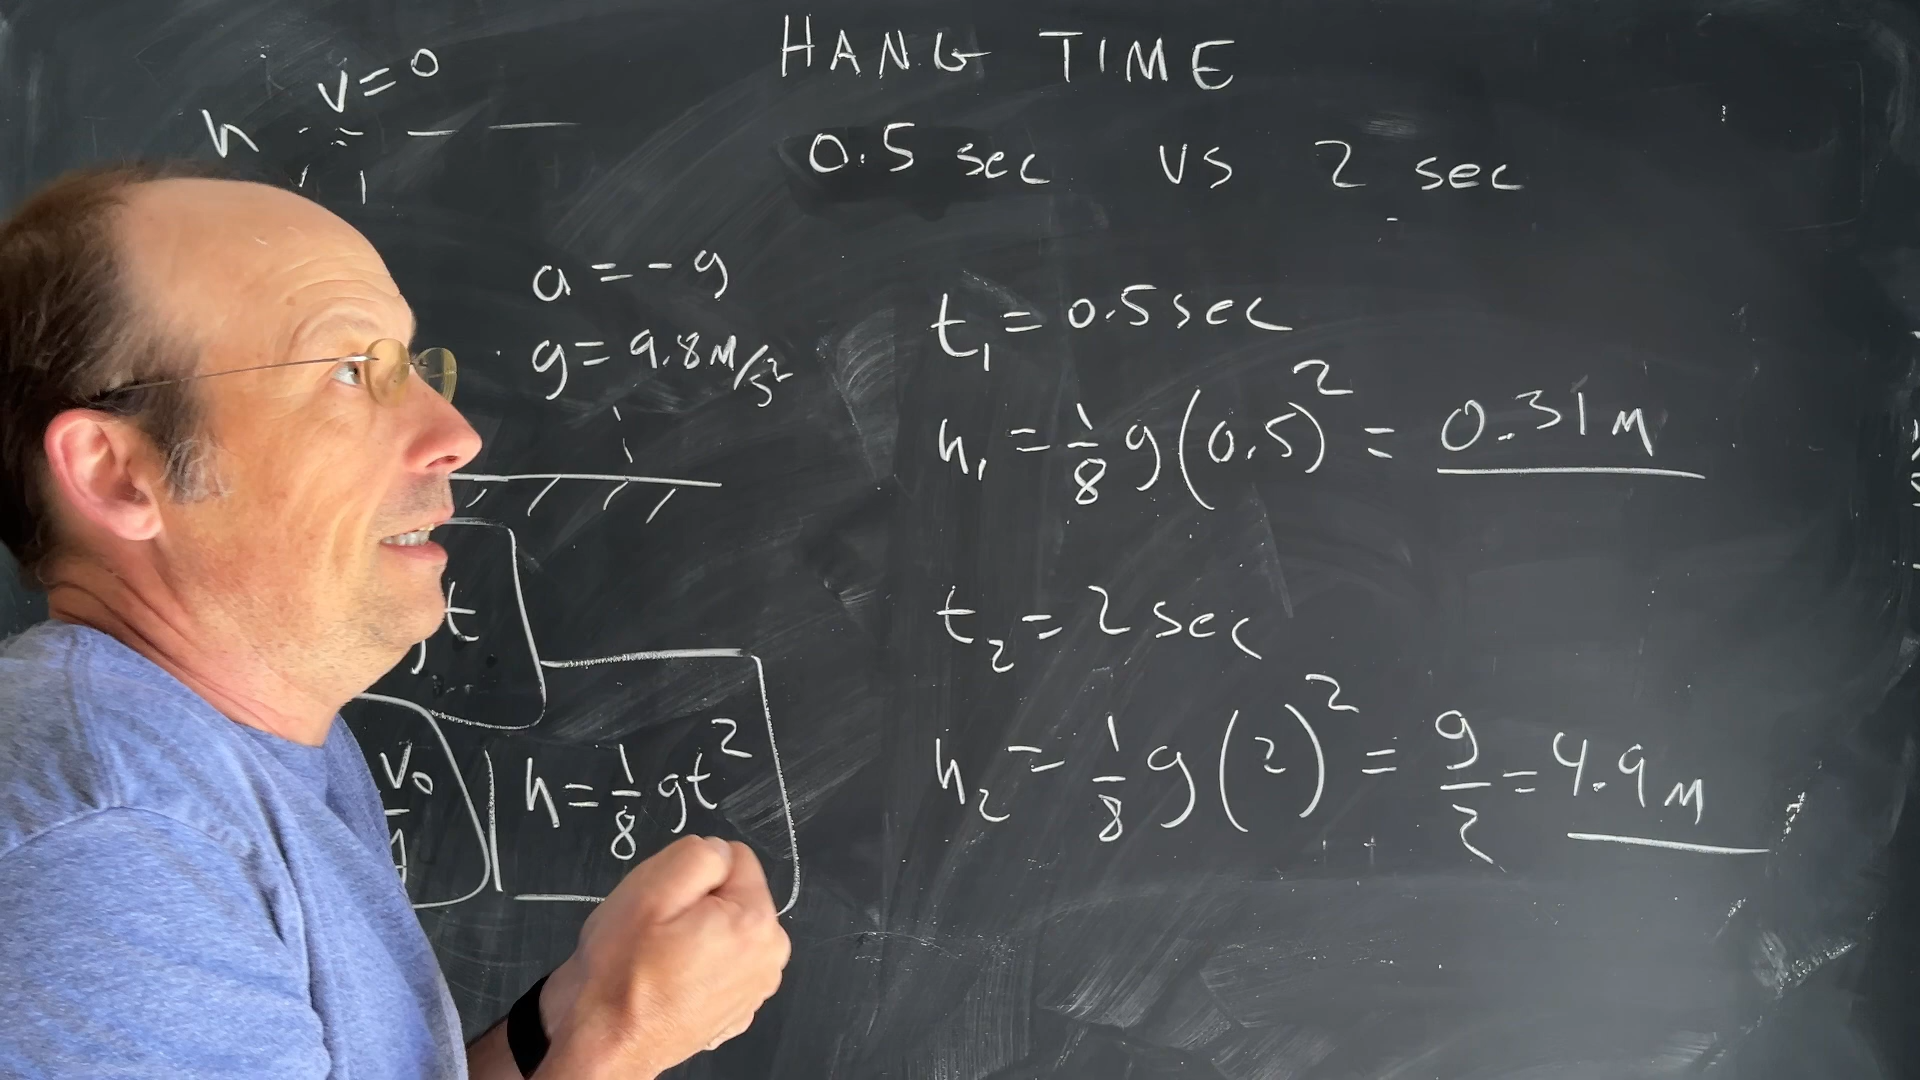 HANG TIME
0.5 sec vs 2 sec
v=0
h
a = -g
g = 9.8 M/s²
t
v₀
h = 1/8 gt²
t₁ = 0.5 sec
h₁ = 1/8 g(0.5)² = 0.31 M
t₂ = 2 sec
h₂ = 1/8 g(2)² = g/2 = 4.9 M